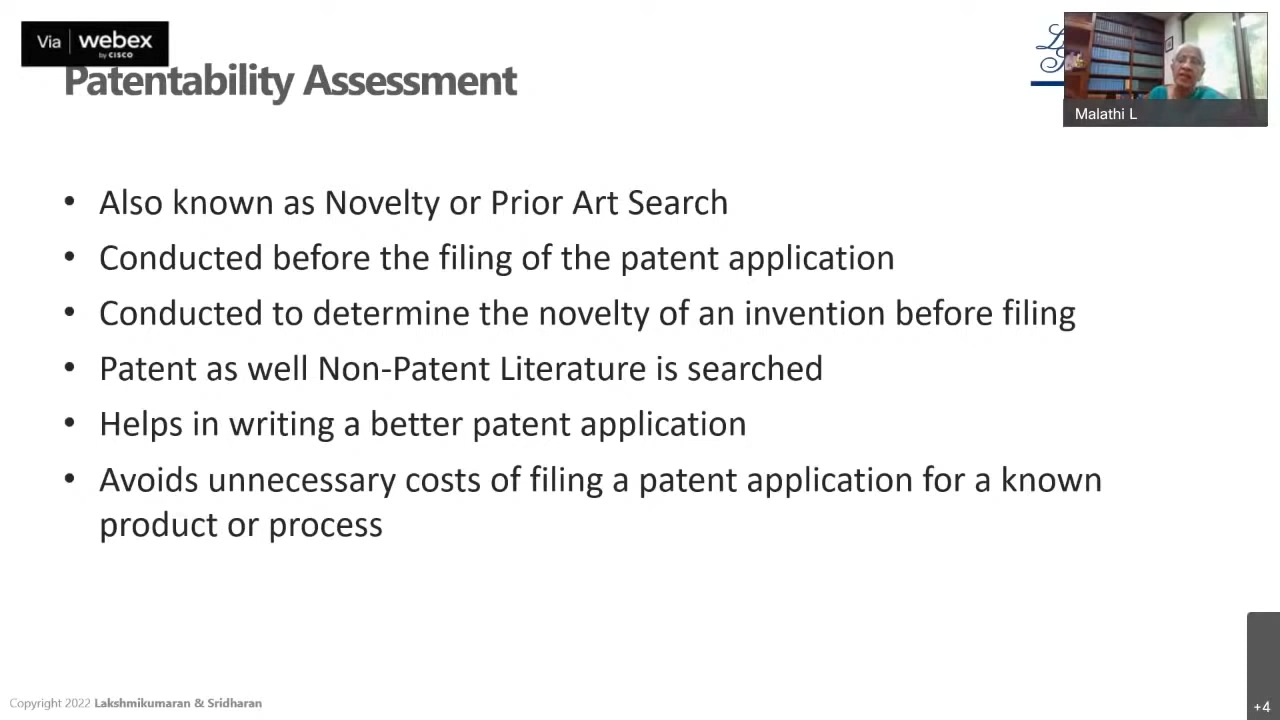 Via webex
by CISCO
Patentability Assessment
Malathi L
• Also known as Novelty or Prior Art Search
• Conducted before the filing of the patent application
• Conducted to determine the novelty of an invention before filing
• Patent as well Non-Patent Literature is searched
• Helps in writing a better patent application
• Avoids unnecessary costs of filing a patent application for a known
product or process
Copyright 2022 Lakshmikumaran & Sridharan
+4